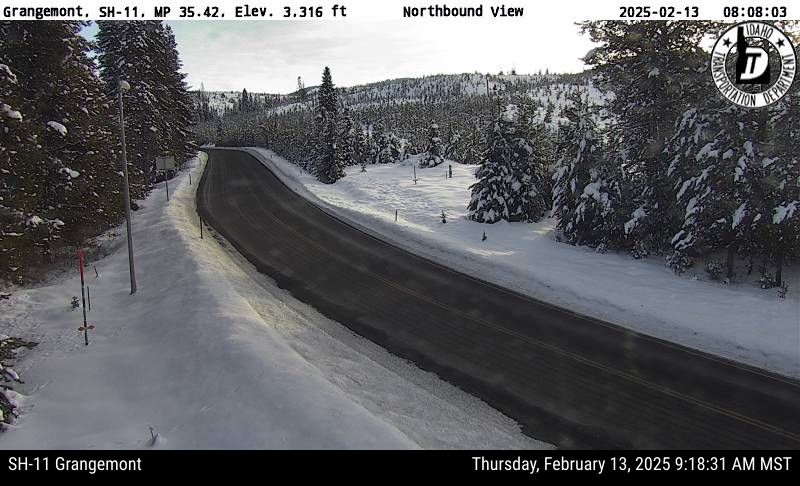 Grangemont, SH-11, MP 35.42, Elev. 3,316 ft Northbound View 2025-02-13 08:08:03
IDAHO
TRANSPORTATION DEPARTMENT
SH-11 Grangemont Thursday, February 13, 2025 9:18:31 AM MST